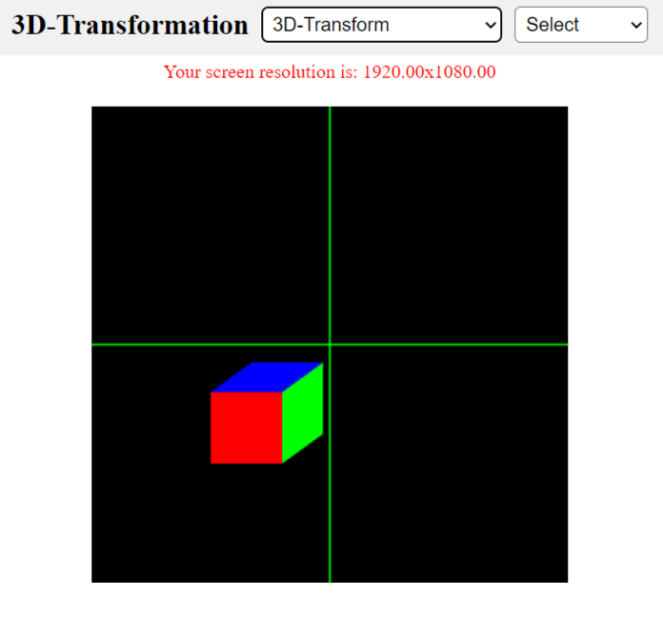 3D-Transformation 3D-Transform Select
Your screen resolution is: 1920.00x1080.00